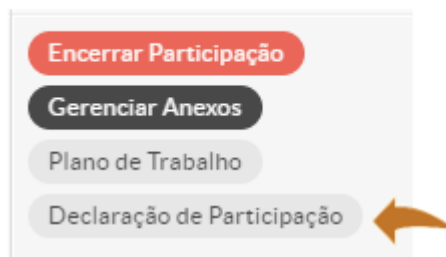 Encerrar Participação
Gerenciar Anexos
Plano de Trabalho
Declaração de Participação